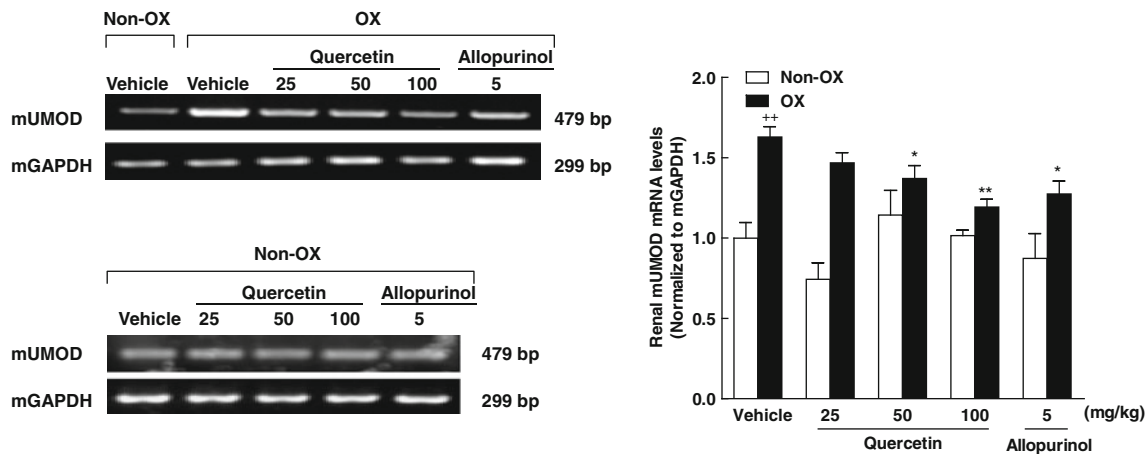 Non-OX OX
Quercetin Allopurinol
Vehicle Vehicle 25 50 100 5
mUMOD 479 bp
mGAPDH 299 bp
Non-OX
Quercetin Allopurinol
Vehicle 25 50 100 5
mUMOD 479 bp
mGAPDH 299 bp
Renal mUMOD mRNA levels
(Normalized to mGAPDH)
2.0
1.5
1.0
0.5
0.0
Non-OX
OX
++
*
**
*
Vehicle 25 50 100 5 (mg/kg)
Quercetin Allopurinol